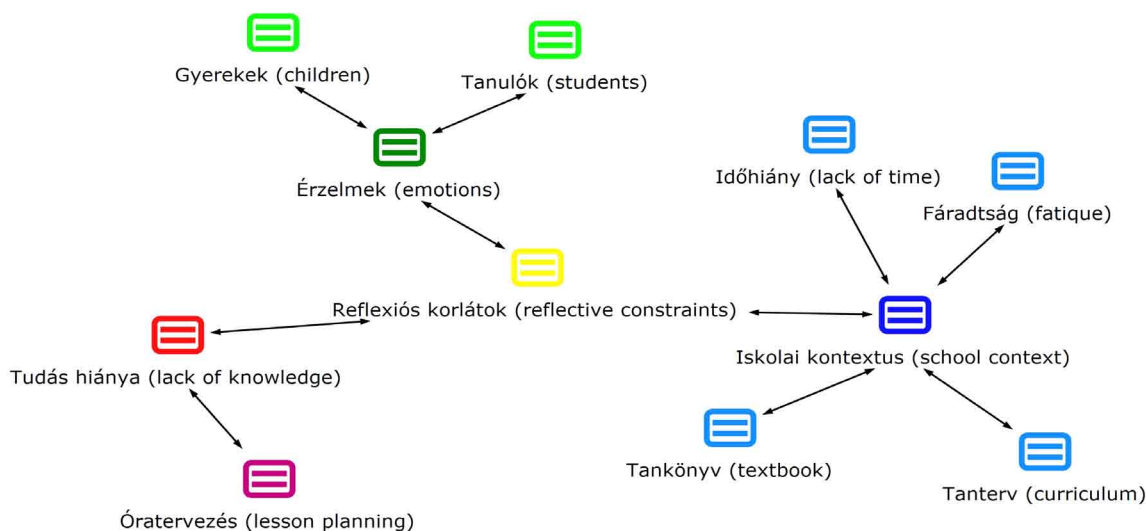 Gyerekek (children)
Tanulók (students)
Érzelmek (emotions)
Időhiány (lack of time)
Fáradtság (fatique)
Reflexiós korlátok (reflective constraints)
Iskolai kontextus (school context)
Tudás hiánya (lack of knowledge)
Tankönyv (textbook)
Tanterv (curriculum)
Óratervezés (lesson planning)